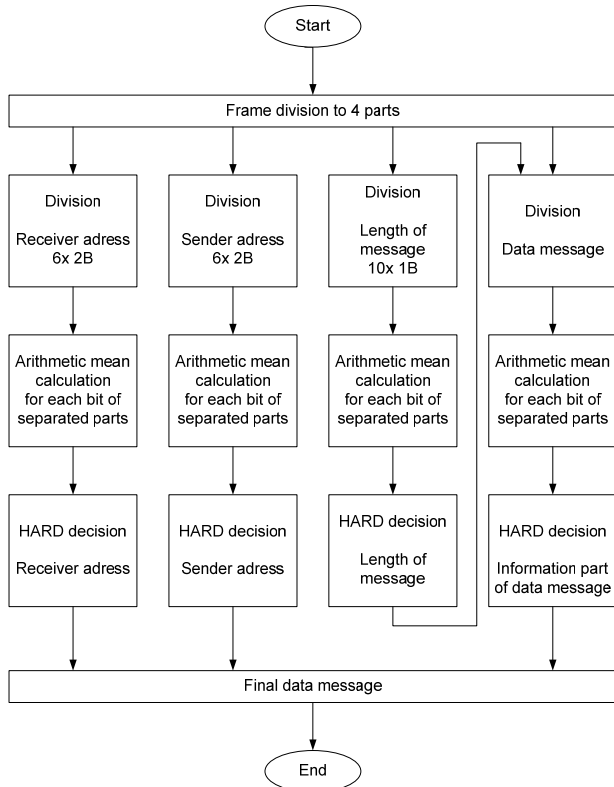 Start
Frame division to 4 parts
Division
Receiver adress
6x 2B
Division
Sender adress
6x 2B
Division
Length of
message
10x 1B
Division
Data message
Arithmetic mean
calculation
for each bit of
separated parts
Arithmetic mean
calculation
for each bit of
separated parts
Arithmetic mean
calculation
for each bit of
separated parts
Arithmetic mean
calculation
for each bit of
separated parts
HARD decision
Receiver adress
HARD decision
Sender adress
HARD decision
Length of
message
HARD decision
Information part
of data message
Final data message
End